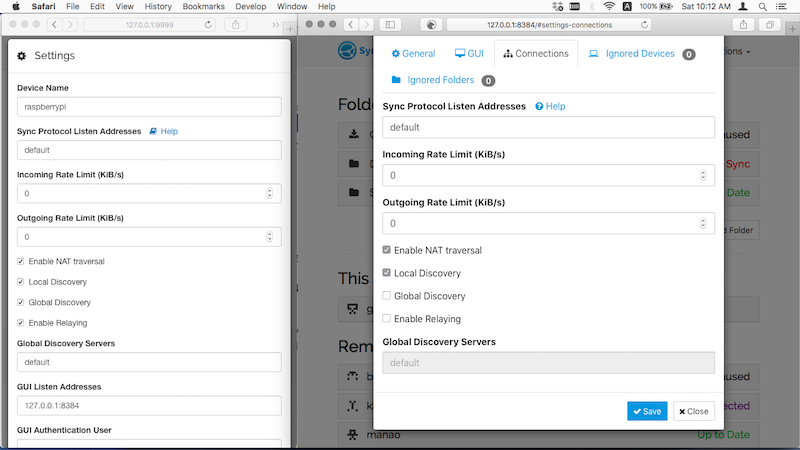 Safari File Edit View History Bookmarks Develop Window Help
A 100% Sat 10:12 AM
127.0.0.1:9999
Settings
Device Name
raspberrypi
Sync Protocol Listen Addresses Help
default
Incoming Rate Limit (KiB/s)
0
Outgoing Rate Limit (KiB/s)
0
Enable NAT traversal
Local Discovery
Global Discovery
Enable Relaying
Global Discovery Servers
default
GUI Listen Addresses
127.0.0.1:8384
GUI Authentication User
127.0.0.1:8384/#settings-connections
General GUI Connections Ignored Devices 0
Ignored Folders 0
Sync Protocol Listen Addresses Help
default
Incoming Rate Limit (KiB/s)
0
Outgoing Rate Limit (KiB/s)
0
Enable NAT traversal
Local Discovery
Global Discovery
Enable Relaying
Global Discovery Servers
default
Save Close
Syn
ions
Folde
used
Sync
Date
d Folder
This
Rem
used
ected
manao Up to Date